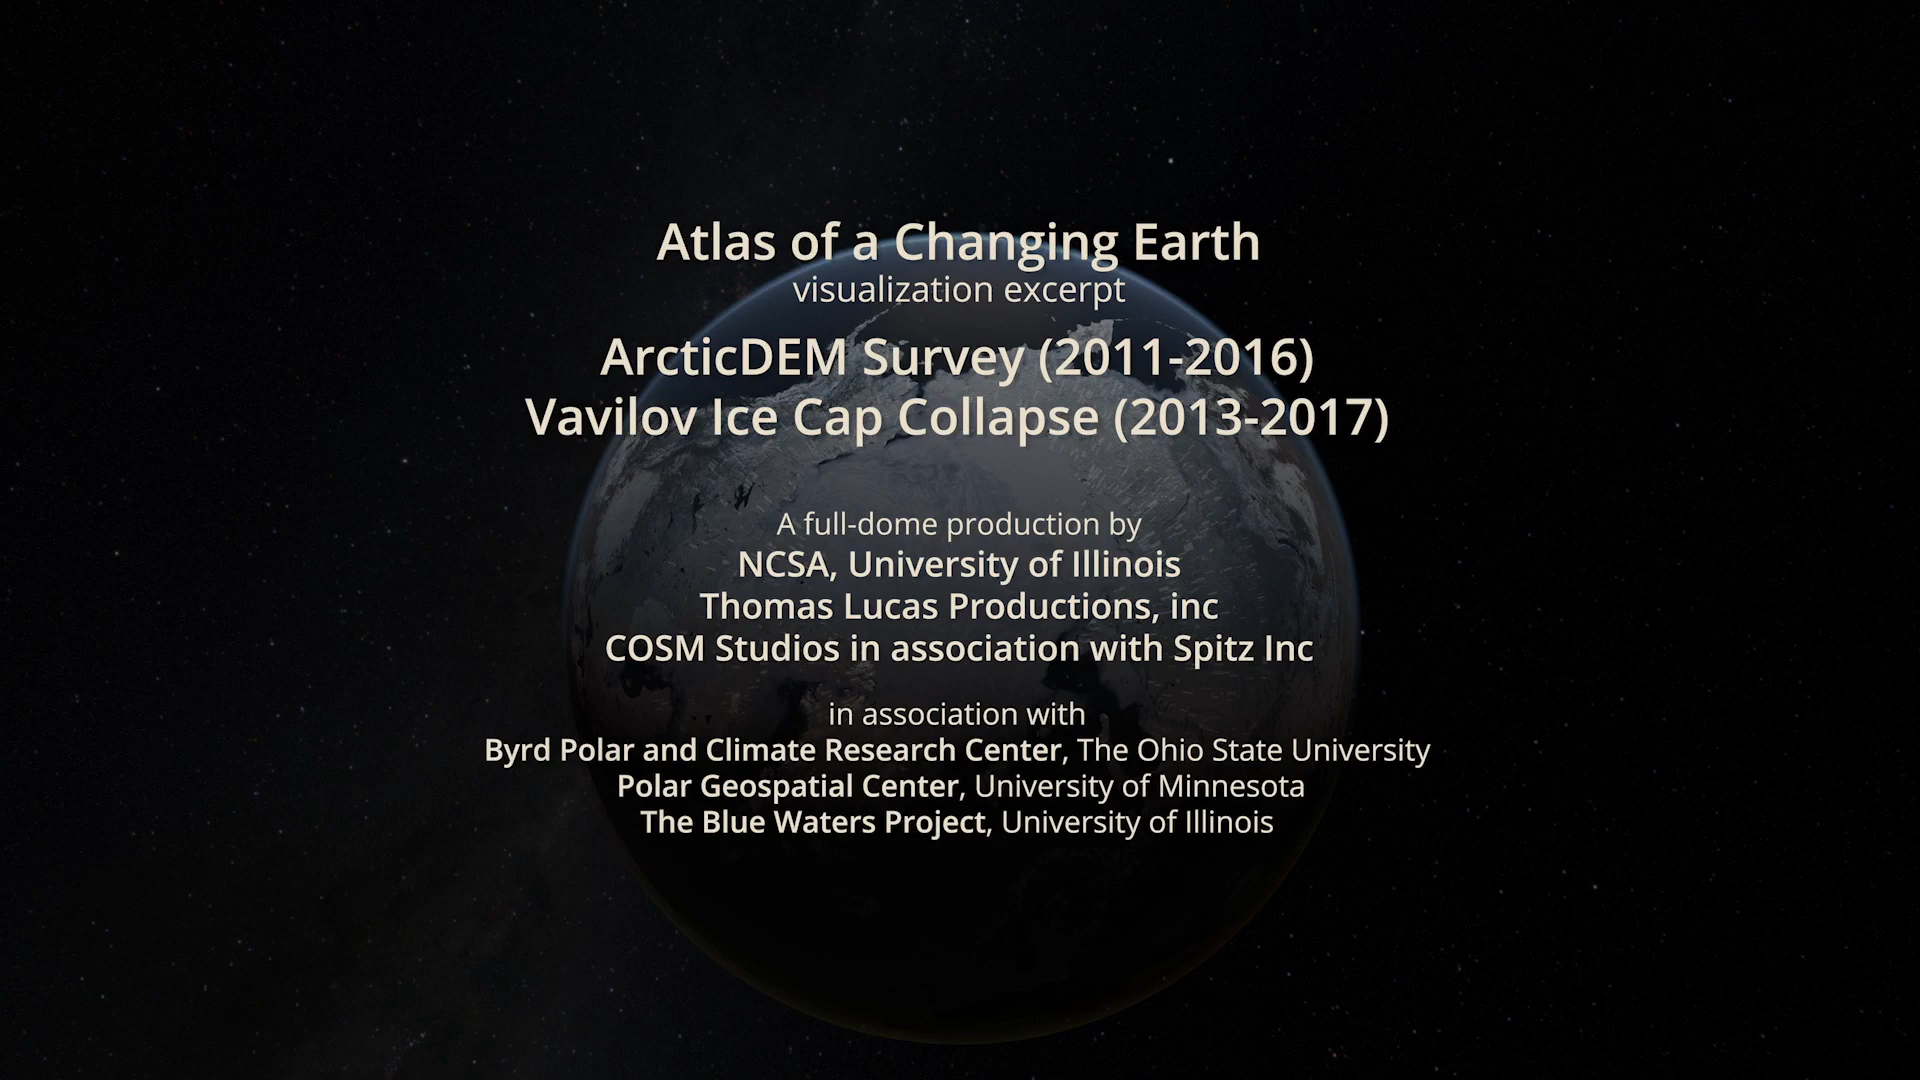 Atlas of a Changing Earth
visualization excerpt
ArcticDEM Survey (2011-2016)
Vavilov Ice Cap Collapse (2013-2017)
A full-dome production by
NCSA, University of Illinois
Thomas Lucas Productions, inc
COSM Studios in association with Spitz Inc
in association with
Byrd Polar and Climate Research Center, The Ohio State University
Polar Geospatial Center, University of Minnesota
The Blue Waters Project, University of Illinois